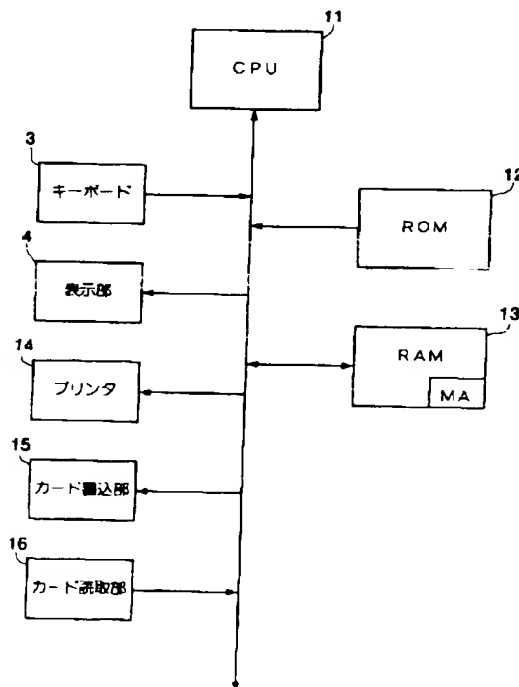 11
CPU
3
キーボード
12
ROM
4
表示部
13
RAM
MA
14
プリンタ
15
カード書込部
16
カード読取部